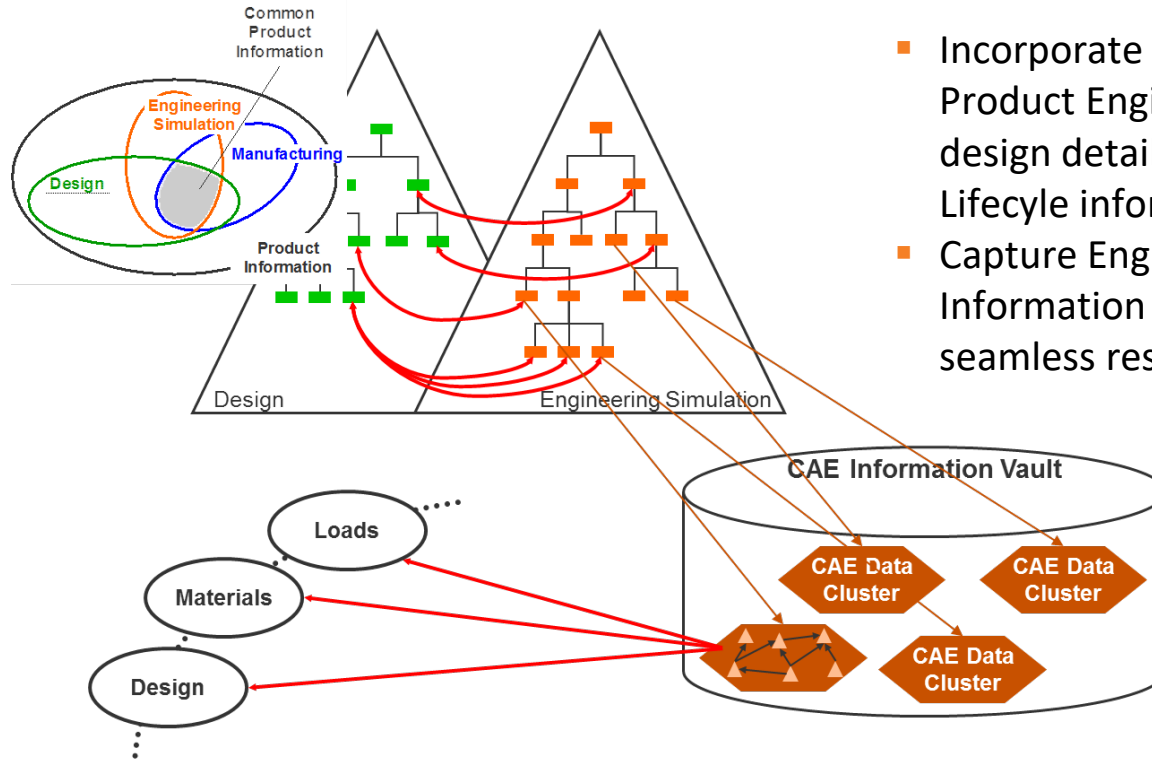 Common
Product
Information
Engineering
Simulation
Manufacturing
Design
Product
Information
Design
Engineering Simulation
Incorporate
Product Engi
design detai
Lifecyle infor
Capture Eng
Information
seamless res
CAE Information Vault
Loads
Materials
Design
CAE Data
Cluster
CAE Data
Cluster
CAE Data
Cluster